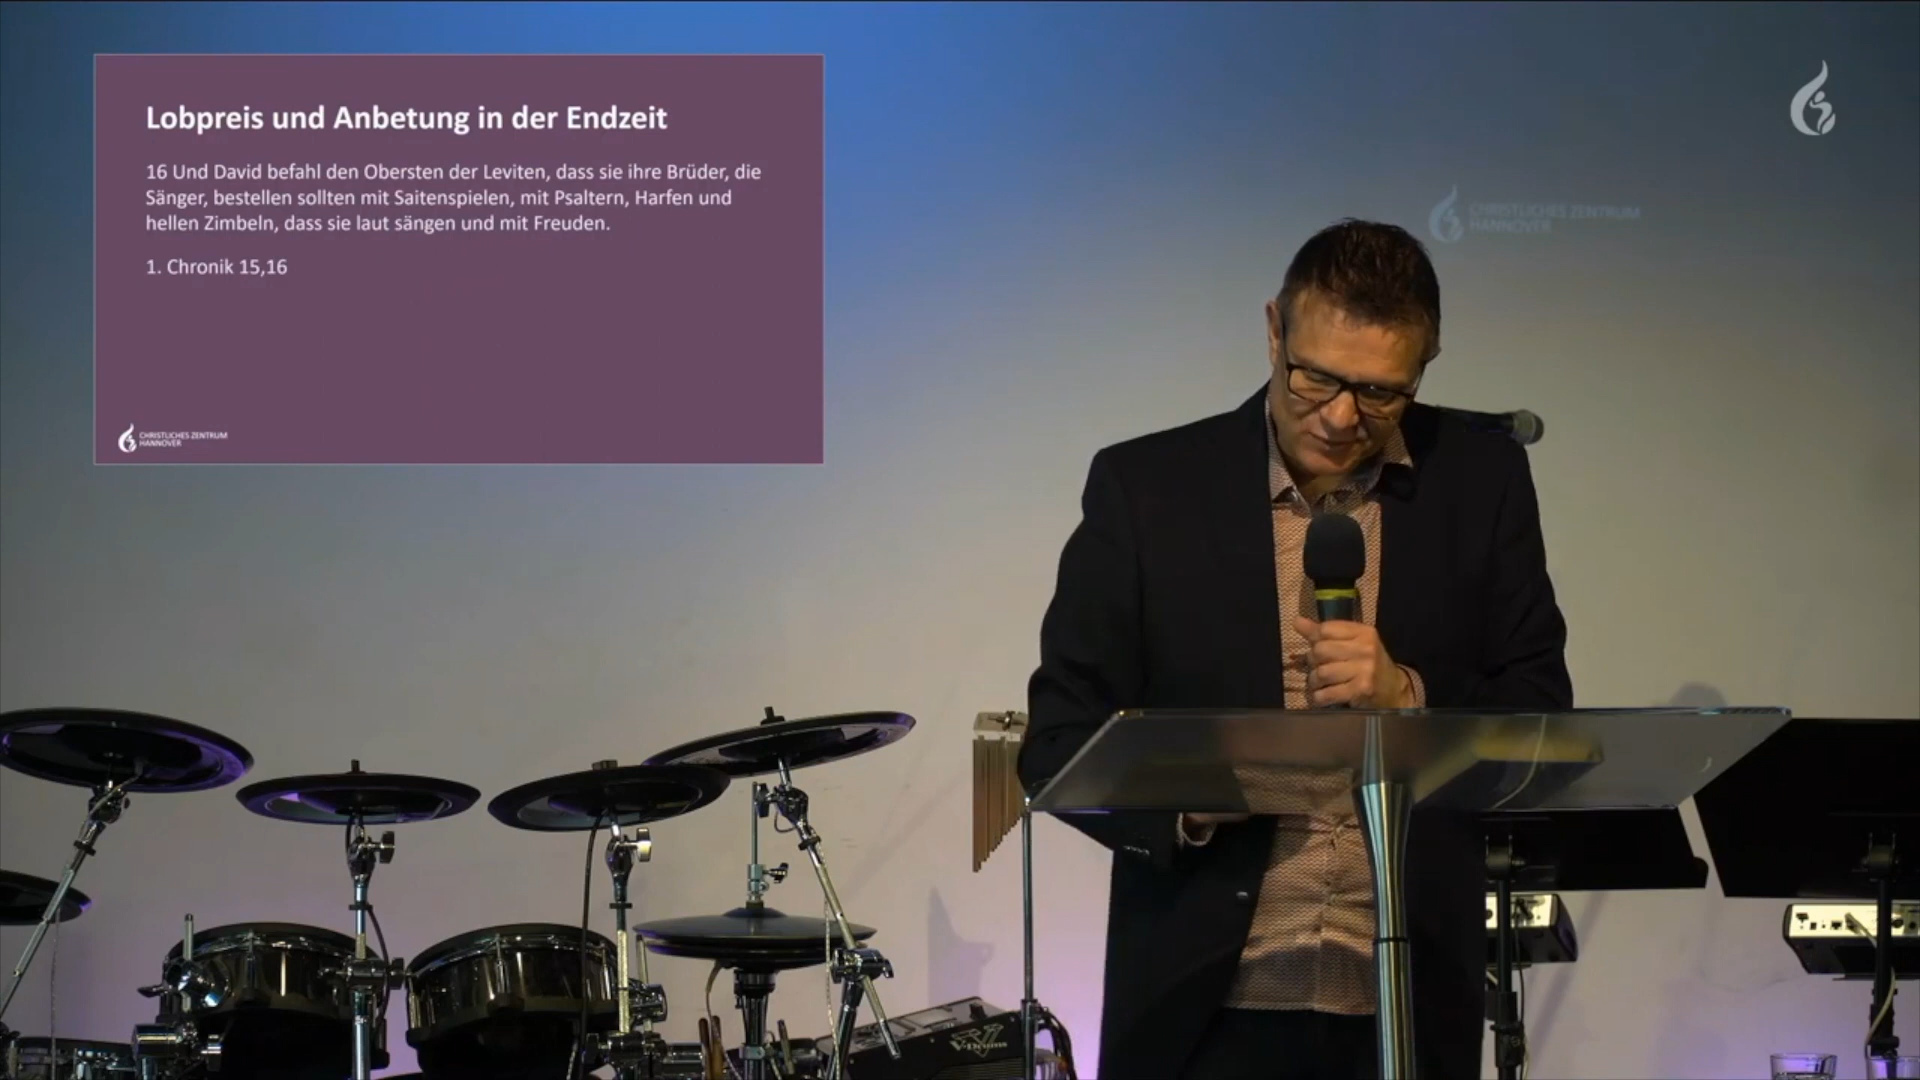 Lobpreis und Anbetung in der Endzeit
16 Und David befahl den Obersten der Leviten, dass sie ihre Brüder, die
Sänger, bestellen sollten mit Saitenspielen, mit Psaltern, Harfen und
hellen Zimbeln, dass sie laut sängen und mit Freuden.
1. Chronik 15,16
CHRISTLICHES ZENTRUM
HANNOVER
CHRISTLICHES ZENTRUM
HANNOVER
V-Drums